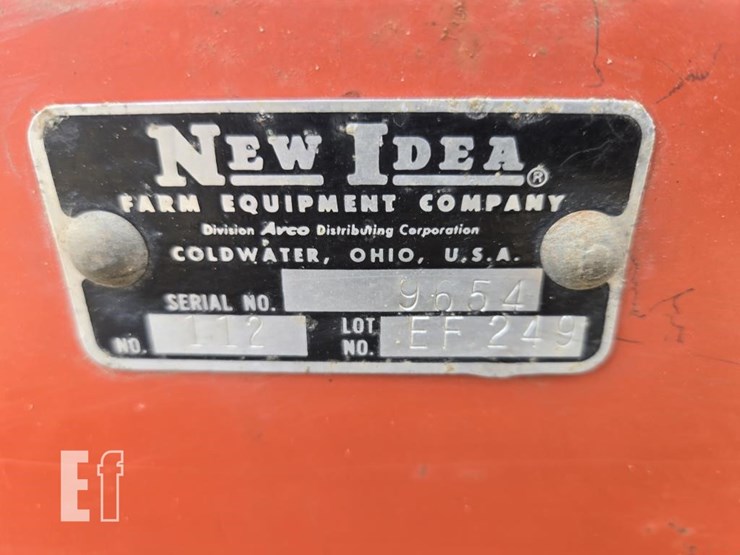 NEW IDEA®
FARM EQUIPMENT COMPANY
Division Avco Distributing Corporation
COLDWATER, OHIO, U.S.A.
SERIAL NO. 9654
NO. 112 LOT NO. EF 249
Ef